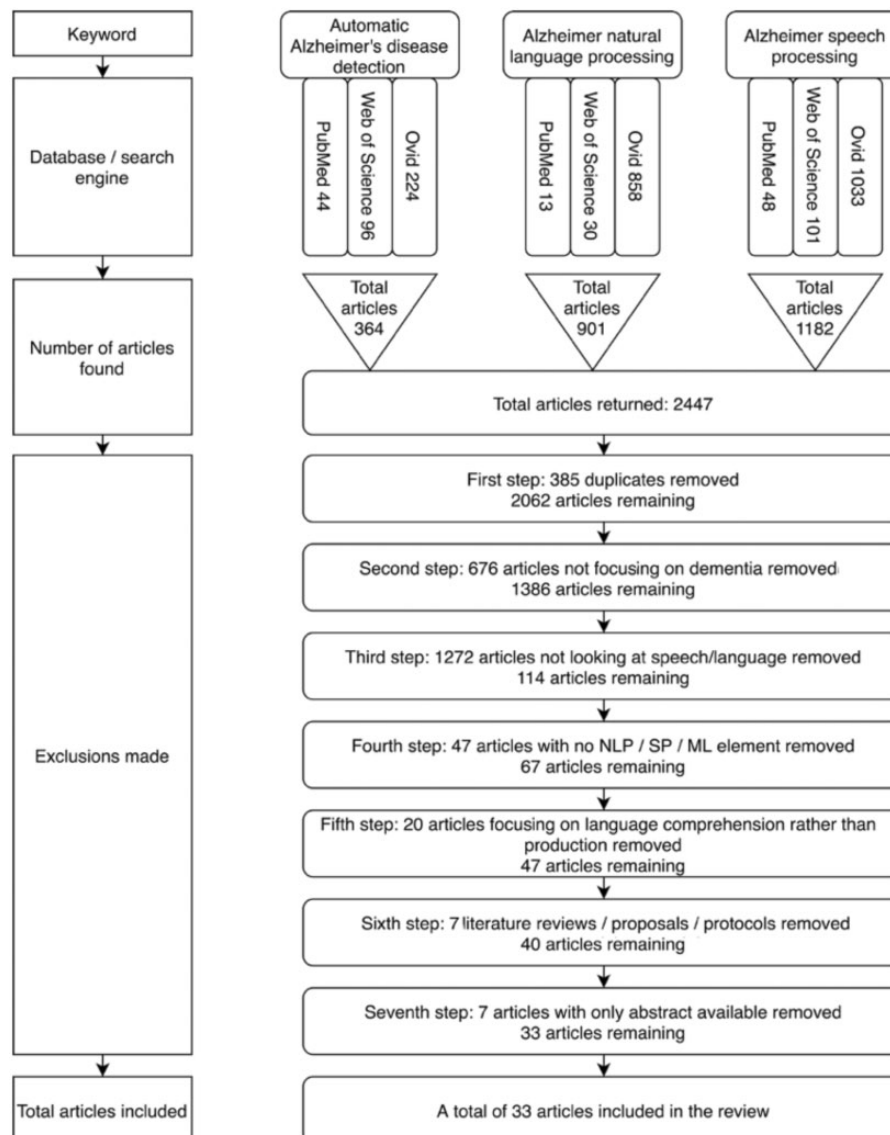 Keyword
Database / search
engine
Number of articles
found
Exclusions made
Total articles included
Automatic
Alzheimer's disease
detection
PubMed 44
Web of Science 96
Ovid 224
Total
articles
364
Alzheimer natural
language processing
PubMed 13
Web of Science 30
Ovid 858
Total
articles
901
Alzheimer speech
processing
PubMed 48
Web of Science 101
Ovid 1033
Total
articles
1182
Total articles returned: 2447
First step: 385 duplicates removed
2062 articles remaining
Second step: 676 articles not focusing on dementia removed
1386 articles remaining
Third step: 1272 articles not looking at speech/language removed
114 articles remaining
Fourth step: 47 articles with no NLP / SP / ML element removed
67 articles remaining
Fifth step: 20 articles focusing on language comprehension rather than
production removed
47 articles remaining
Sixth step: 7 literature reviews / proposals / protocols removed
40 articles remaining
Seventh step: 7 articles with only abstract available removed
33 articles remaining
A total of 33 articles included in the review